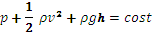 p + 1/2 ρv² + ρgh = cost